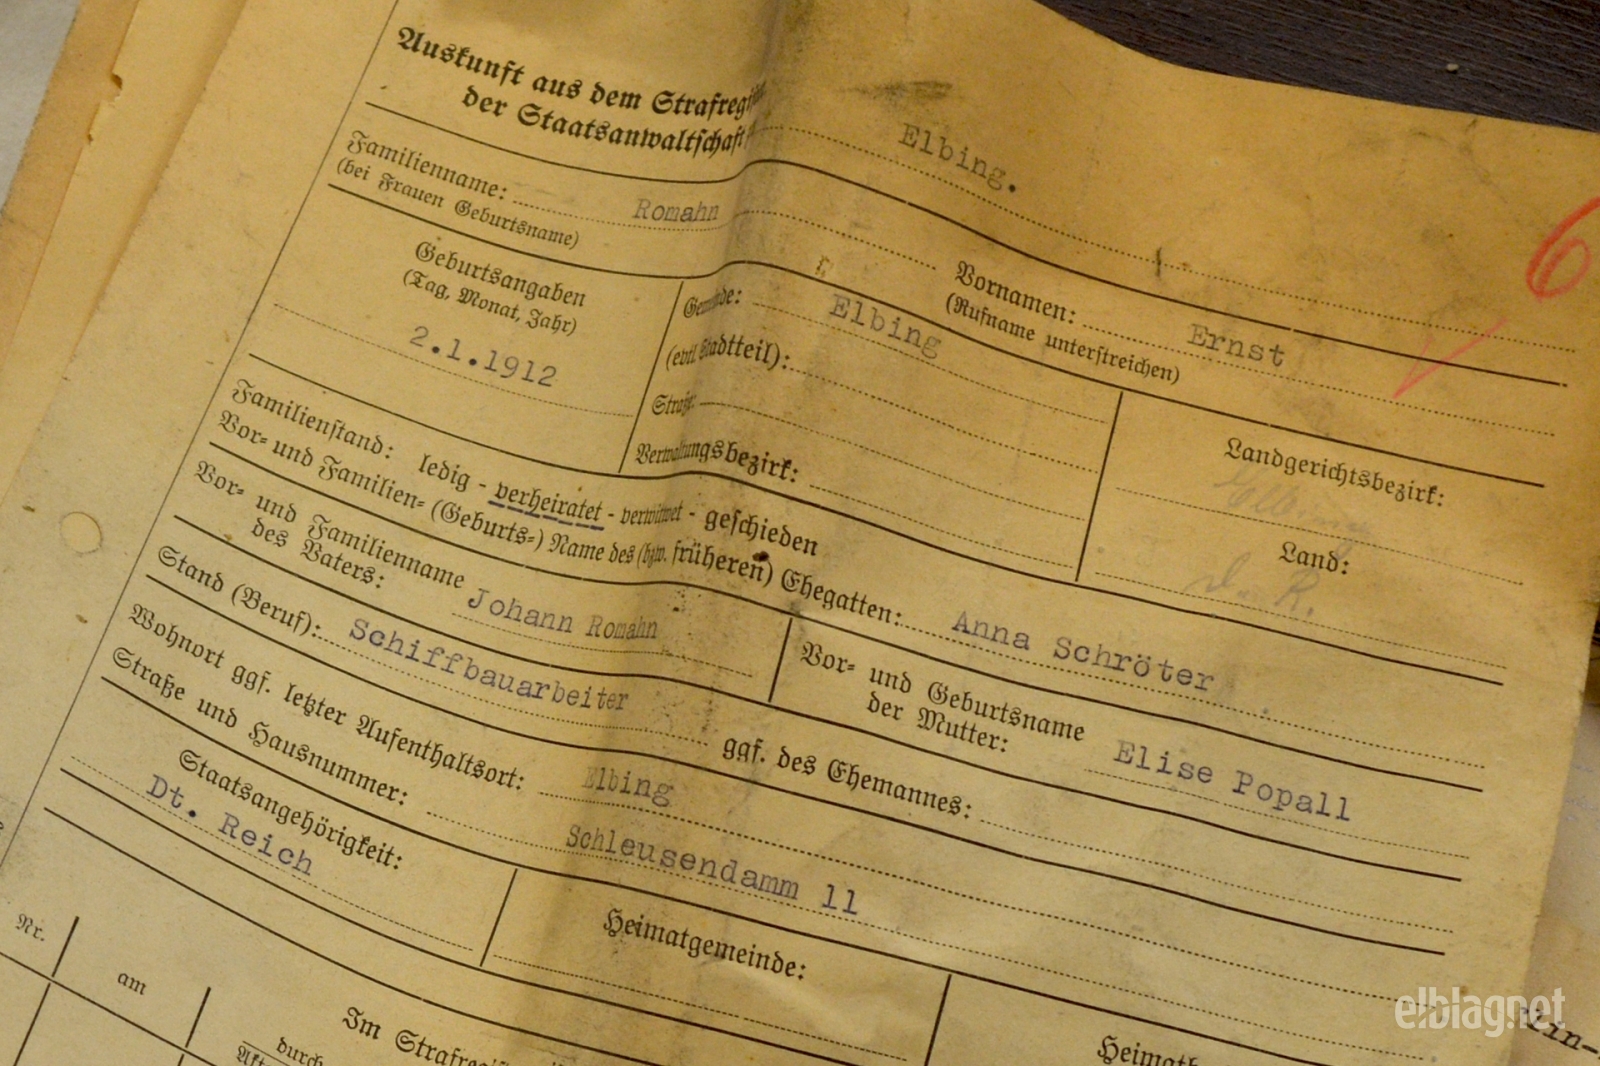 Auskunft aus dem Strafregister
der Staatsanwaltschaft
Elbing.
6
Familienname: Romahn
(bei Frauen Geburtsname)
Vornamen: Ernst
(Rufname unterstreichen)
Geburtsangaben
(Tag, Monat, Jahr)
2.1.1912
Gemeinde: Elbing
(evtl. Stadtteil):
Straße:
Verwaltungsbezirk:
Landgerichtsbezirk:
Elbing
Land:
D. R.
Familienstand: ledig - verheiratet - verwitwet - geschieden
Vor- und Familien- (Geburts-) Name des (bzw. früheren) Ehegatten: Anna Schröter
Vor- und Familienname
des Vaters:
Johann Romahn
Vor- und Geburtsname
der Mutter:
Elise Popall
Stand (Beruf): Schiffbauarbeiter
ggf. des Ehemannes:
Wohnort ggf. letzter Aufenthaltsort: Elbing
Straße und Hausnummer: Schleusendamm 11
Staatsangehörigkeit:
Dt. Reich
Heimatgemeinde:
Nr.
am
durch
Im